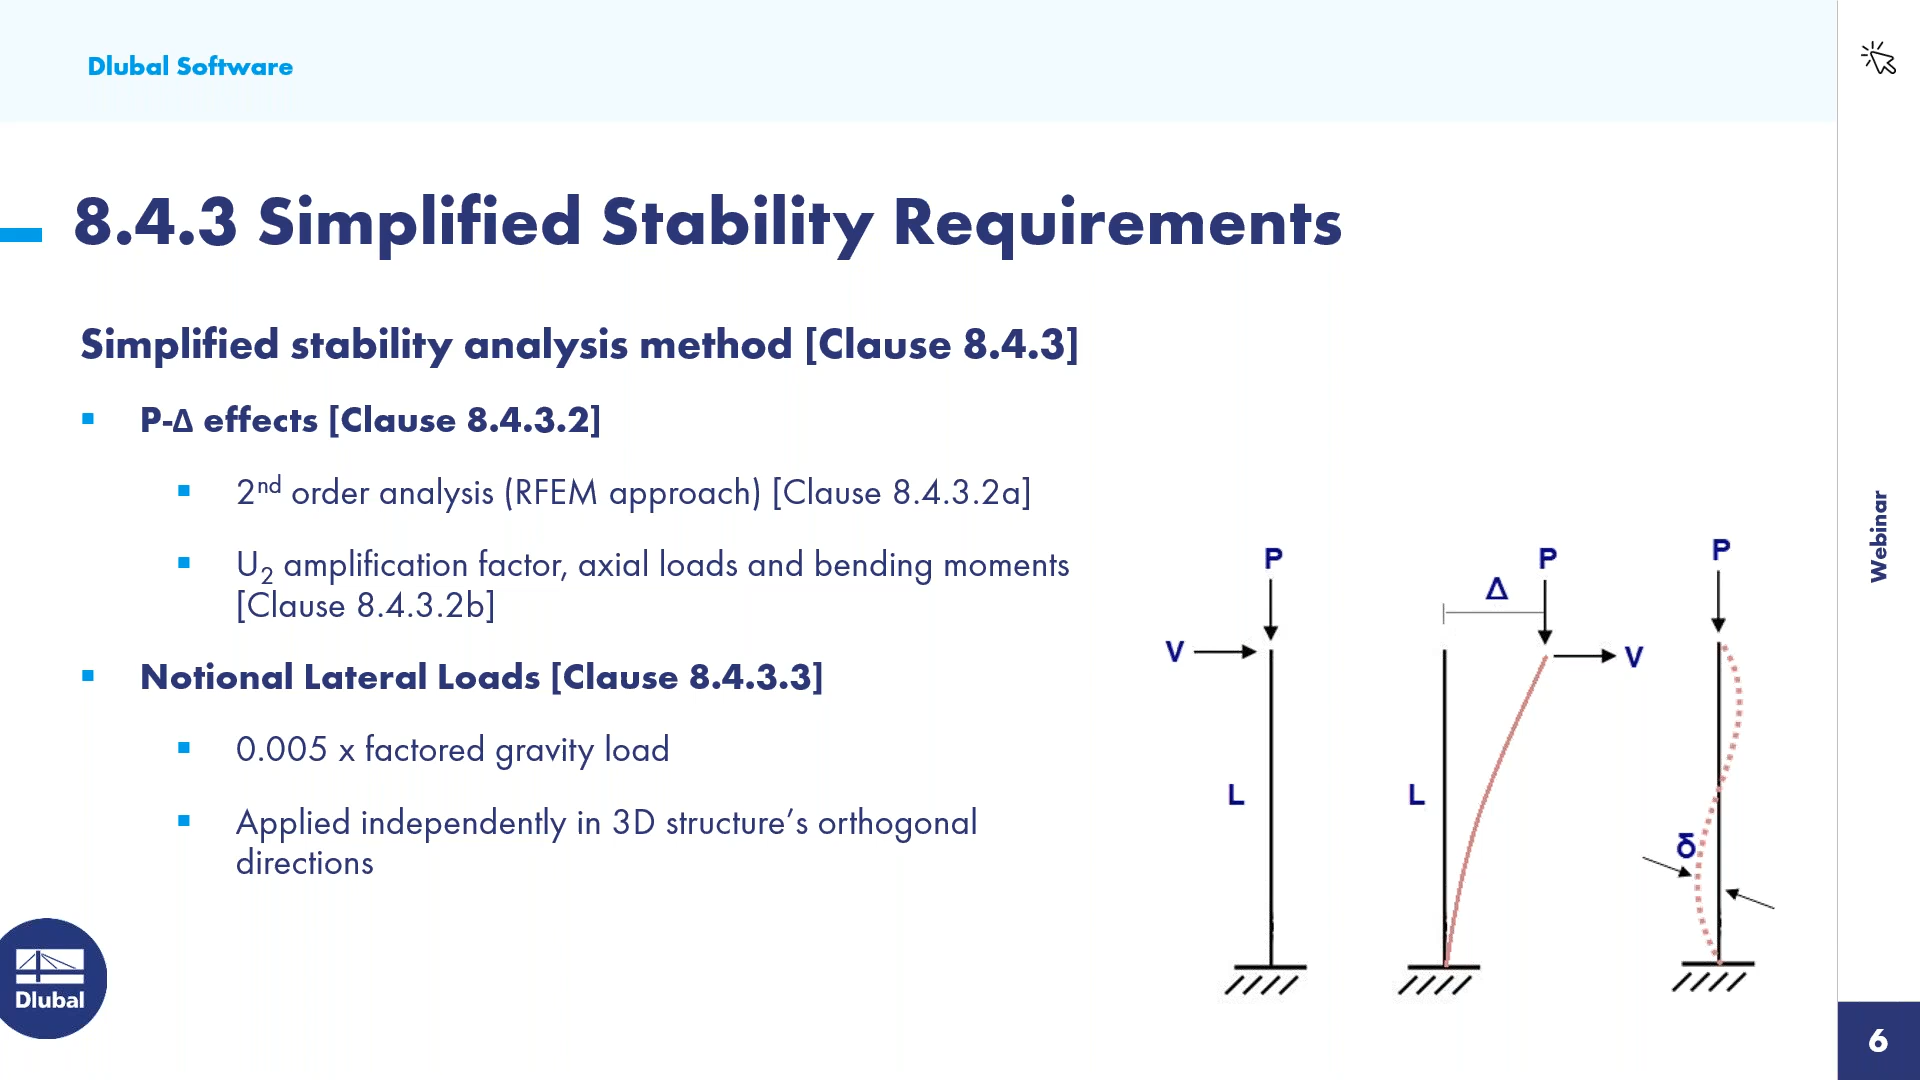 Dlubal Software
8.4.3 Simplified Stability Requirements
Simplified stability analysis method [Clause 8.4.3]
P-Δ effects [Clause 8.4.3.2]
2nd order analysis (RFEM approach) [Clause 8.4.3.2a]
U2 amplification factor, axial loads and bending moments
[Clause 8.4.3.2b]
Notional Lateral Loads [Clause 8.4.3.3]
0.005 x factored gravity load
Applied independently in 3D structure’s orthogonal
directions
P
V
L
P
Δ
V
L
P
δ
Webinar
Dlubal
6